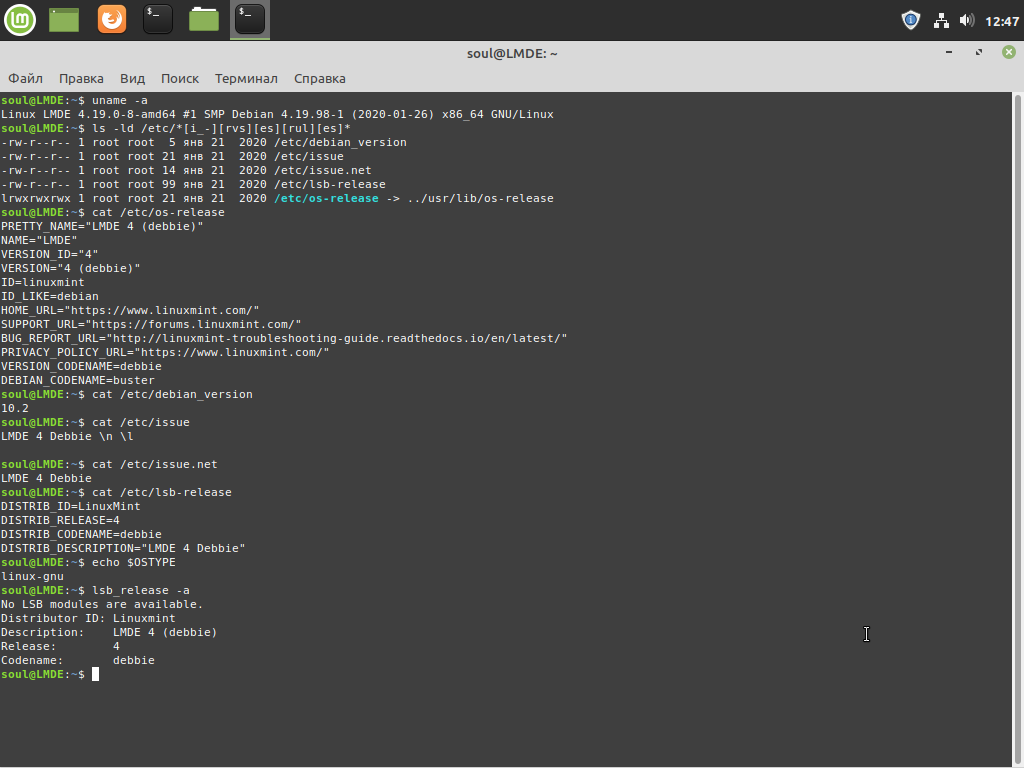 12:47
soul@LMDE: ~
Файл Правка Вид Поиск Терминал Справка
soul@LMDE:~$ uname -a
Linux LMDE 4.19.0-8-amd64 #1 SMP Debian 4.19.98-1 (2020-01-26) x86_64 GNU/Linux
soul@LMDE:~$ ls -ld /etc/*[i_-][rvs][es][rul][es]*
-rw-r--r-- 1 root root  5 янв 21  2020 /etc/debian_version
-rw-r--r-- 1 root root 21 янв 21  2020 /etc/issue
-rw-r--r-- 1 root root 14 янв 21  2020 /etc/issue.net
-rw-r--r-- 1 root root 99 янв 21  2020 /etc/lsb-release
lrwxrwxrwx 1 root root 21 янв 21  2020 /etc/os-release -> ../usr/lib/os-release
soul@LMDE:~$ cat /etc/os-release
PRETTY_NAME="LMDE 4 (debbie)"
NAME="LMDE"
VERSION_ID="4"
VERSION="4 (debbie)"
ID=linuxmint
ID_LIKE=debian
HOME_URL="https://www.linuxmint.com/"
SUPPORT_URL="https://forums.linuxmint.com/"
BUG_REPORT_URL="http://linuxmint-troubleshooting-guide.readthedocs.io/en/latest/"
PRIVACY_POLICY_URL="https://www.linuxmint.com/"
VERSION_CODENAME=debbie
DEBIAN_CODENAME=buster
soul@LMDE:~$ cat /etc/debian_version
10.2
soul@LMDE:~$ cat /etc/issue
LMDE 4 Debbie \n \l
soul@LMDE:~$ cat /etc/issue.net
LMDE 4 Debbie
soul@LMDE:~$ cat /etc/lsb-release
DISTRIB_ID=LinuxMint
DISTRIB_RELEASE=4
DISTRIB_CODENAME=debbie
DISTRIB_DESCRIPTION="LMDE 4 Debbie"
soul@LMDE:~$ echo $OSTYPE
linux-gnu
soul@LMDE:~$ lsb_release -a
No LSB modules are available.
Distributor ID: Linuxmint
Description:    LMDE 4 (debbie)
Release:        4
Codename:       debbie
soul@LMDE:~$